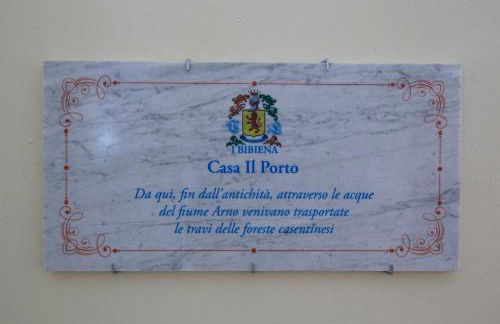 I BIBIENA
Casa Il Porto
Da qui, fin dall'antichità, attraverso le acque
del fiume Arno venivano trasportate
le travi delle foreste casentinesi